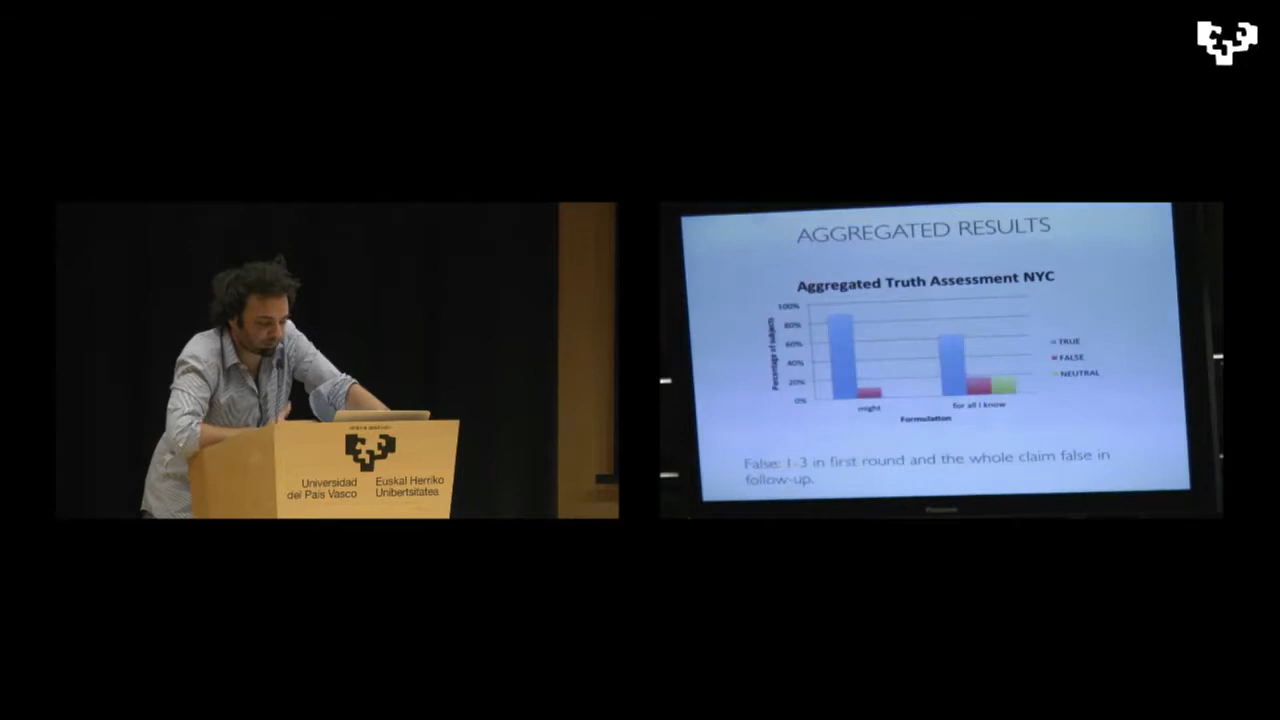 Universidad
del País Vasco
Euskal Herriko
Unibertsitatea
AGGREGATED RESULTS
Aggregated Truth Assessment NYC
Percentage of subjects
100%
80%
60%
40%
20%
0%
might
for all I know
Formulation
TRUE
FALSE
NEUTRAL
False: 1-3 in first round and the whole claim false in
follow-up.
Panasonic